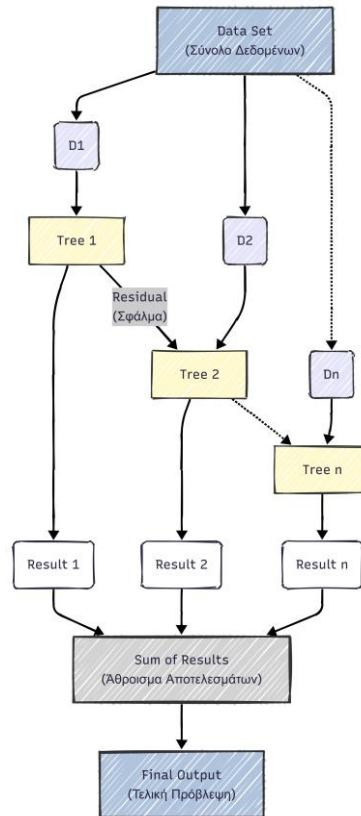 Data Set
(Σύνολο Δεδομένων)
D1
Tree 1
D2
Residual
(Σφάλμα)
Tree 2
Dn
Tree n
Result 1
Result 2
Result n
Sum of Results
(Άθροισμα Αποτελεσμάτων)
Final Output
(Τελική Πρόβλεψη)